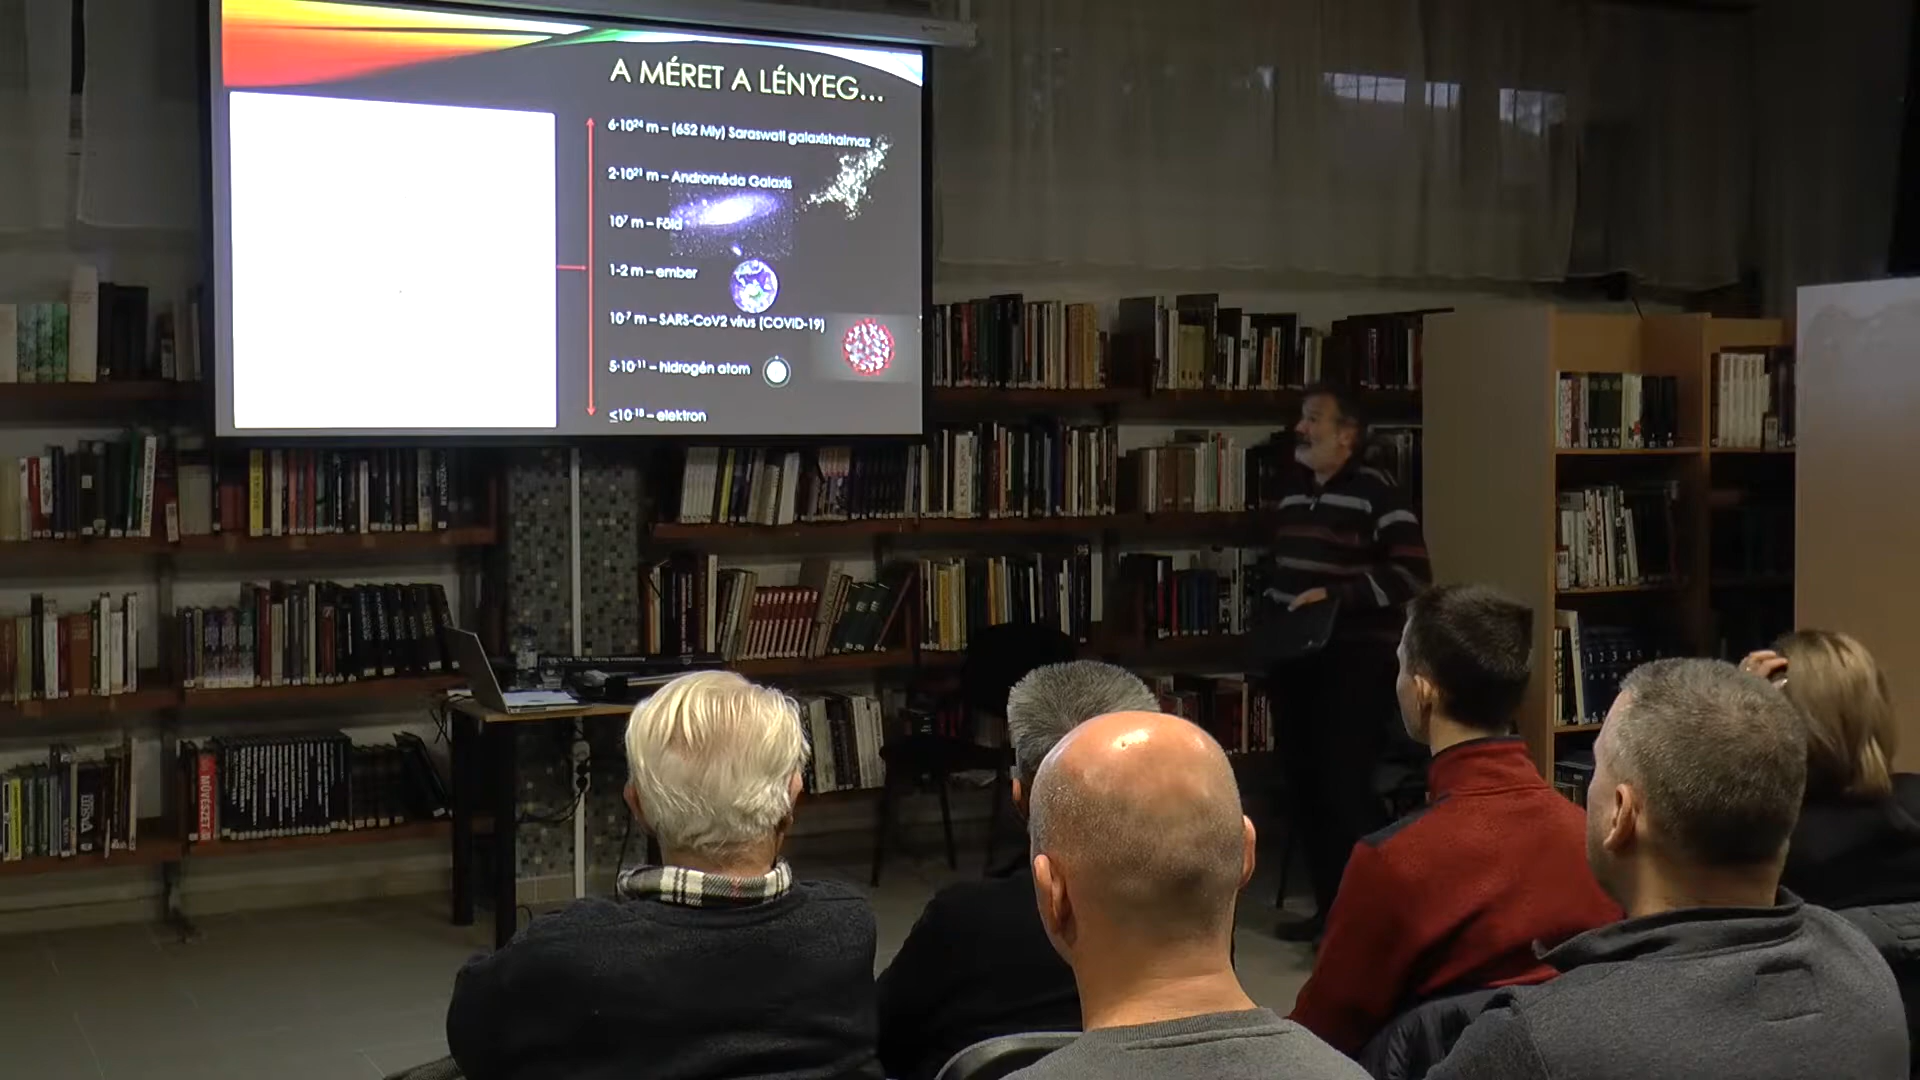 A MÉRET A LÉNYEG...
6·10²⁴ m – (652 Mly) Saraswati galaxishalmaz
2·10²¹ m – Androméda Galaxis
10⁷ m – Föld
1-2 m – ember
10⁻⁷ m – SARS-CoV2 vírus (COVID-19)
5·10⁻¹¹ – hidrogén atom
≤10⁻¹⁸ – elektron
MŰVÉSZET